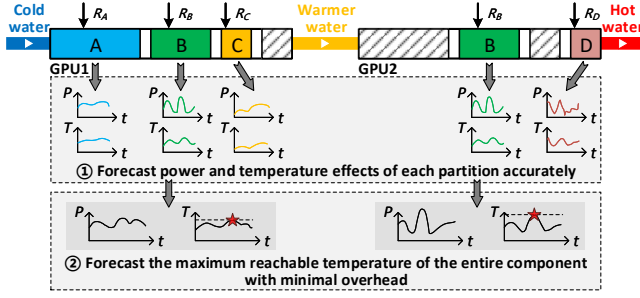 Cold water
R_A
R_B
R_C
Warmer water
R_B
R_D
Hot water
A
B
C
B
D
GPU1
GPU2
P
t
P
t
P
t
P
t
P
t
T
t
T
t
T
t
T
t
T
t
① Forecast power and temperature effects of each partition accurately
P
t
T
t
P
t
T
t
② Forecast the maximum reachable temperature of the entire component
with minimal overhead